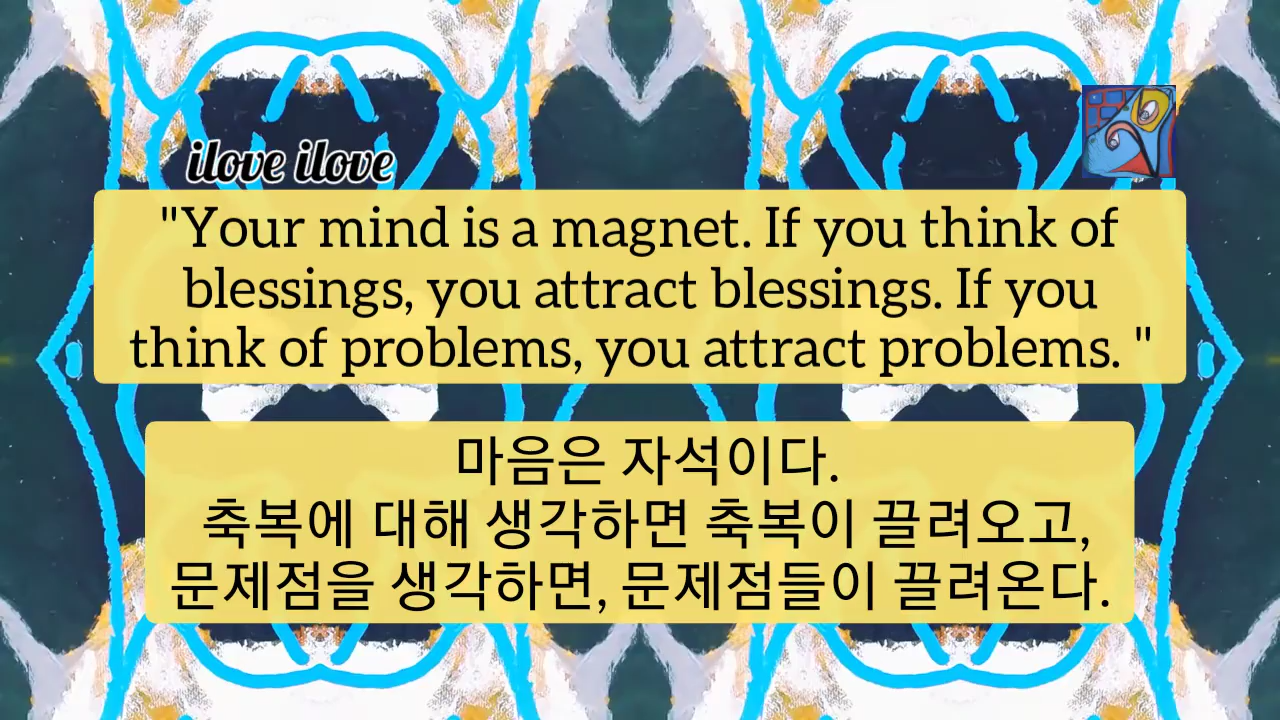 ilove ilove
"Your mind is a magnet. If you think of
blessings, you attract blessings. If you
think of problems, you attract problems. "
마음은 자석이다.
축복에 대해 생각하면 축복이 끌려오고,
문제점을 생각하면, 문제점들이 끌려온다.